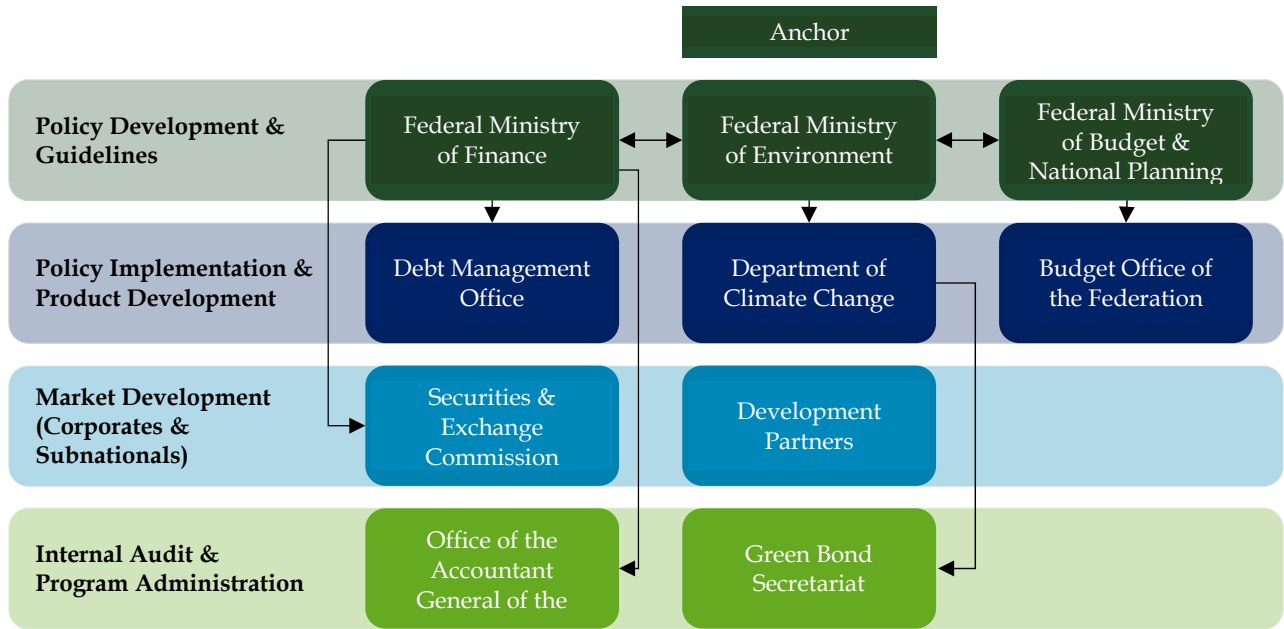 Anchor
Policy Development &
Guidelines
Federal Ministry
of Finance
Federal Ministry
of Environment
Federal Ministry
of Budget &
National Planning
Policy Implementation &
Product Development
Debt Management
Office
Department of
Climate Change
Budget Office of
the Federation
Market Development
(Corporates &
Subnationals)
Securities &
Exchange
Commission
Development
Partners
Internal Audit &
Program Administration
Office of the
Accountant
General of the
Green Bond
Secretariat